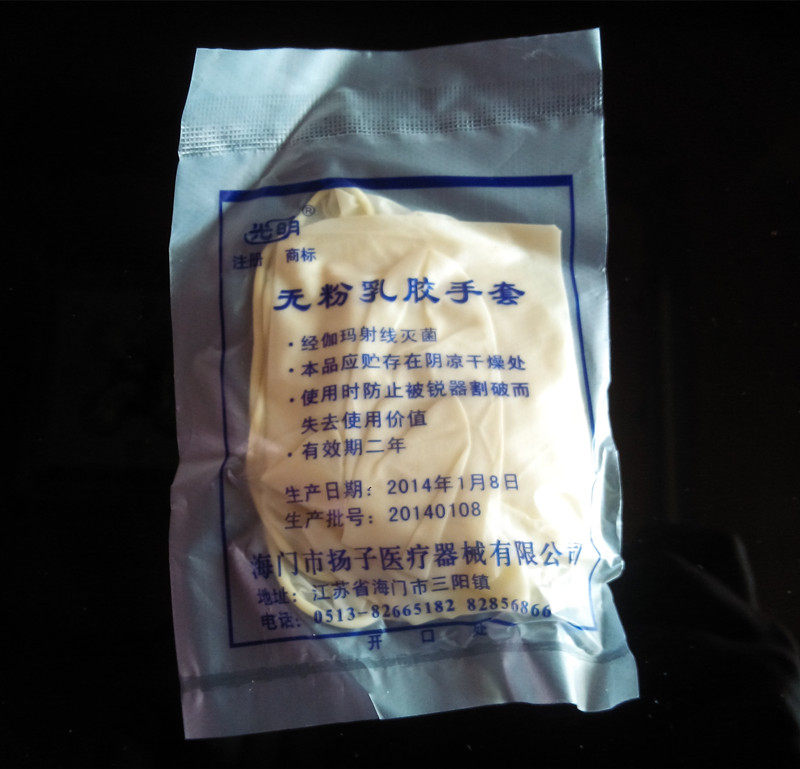 光明®
注册 商标
无粉乳胶手套
·经伽玛射线灭菌
·本品应贮存在阴凉干燥处
·使用时防止被锐器割破而
失去使用价值
·有效期二年
生产日期：2014年1月8日
生产批号：20140108
海门市扬子医疗器械有限公司
地址：江苏省海门市三阳镇
电话：0513-82665182 82856866
开口处